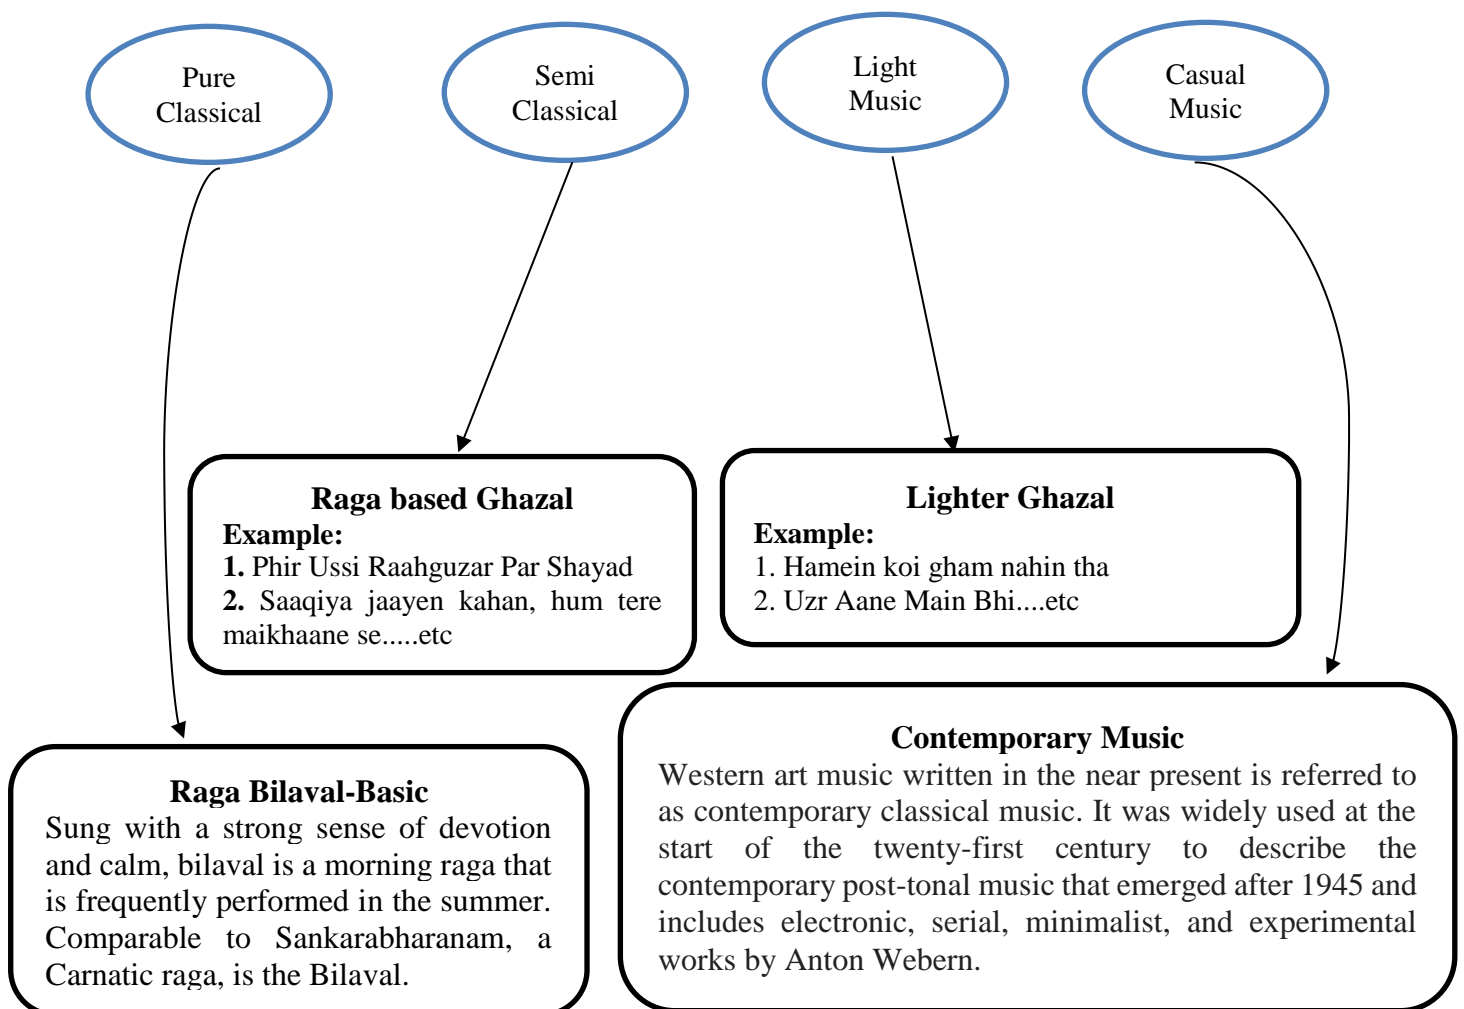 Pure
Classical
Semi
Classical
Light
Music
Casual
Music
Raga based Ghazal
Example:
1. Phir Ussi Raahguzar Par Shayad
2. Saaqiya jaayen kahan, hum tere
maikhaane se.....etc
Lighter Ghazal
Example:
1. Hamein koi gham nahin tha
2. Uzr Aane Main Bhi....etc
Raga Bilaval-Basic
Sung with a strong sense of devotion
and calm, bilaval is a morning raga that
is frequently performed in the summer.
Comparable to Sankarabharanam, a
Carnatic raga, is the Bilaval.
Contemporary Music
Western art music written in the near present is referred to
as contemporary classical music. It was widely used at the
start of the twenty-first century to describe the
contemporary post-tonal music that emerged after 1945 and
includes electronic, serial, minimalist, and experimental
works by Anton Webern.